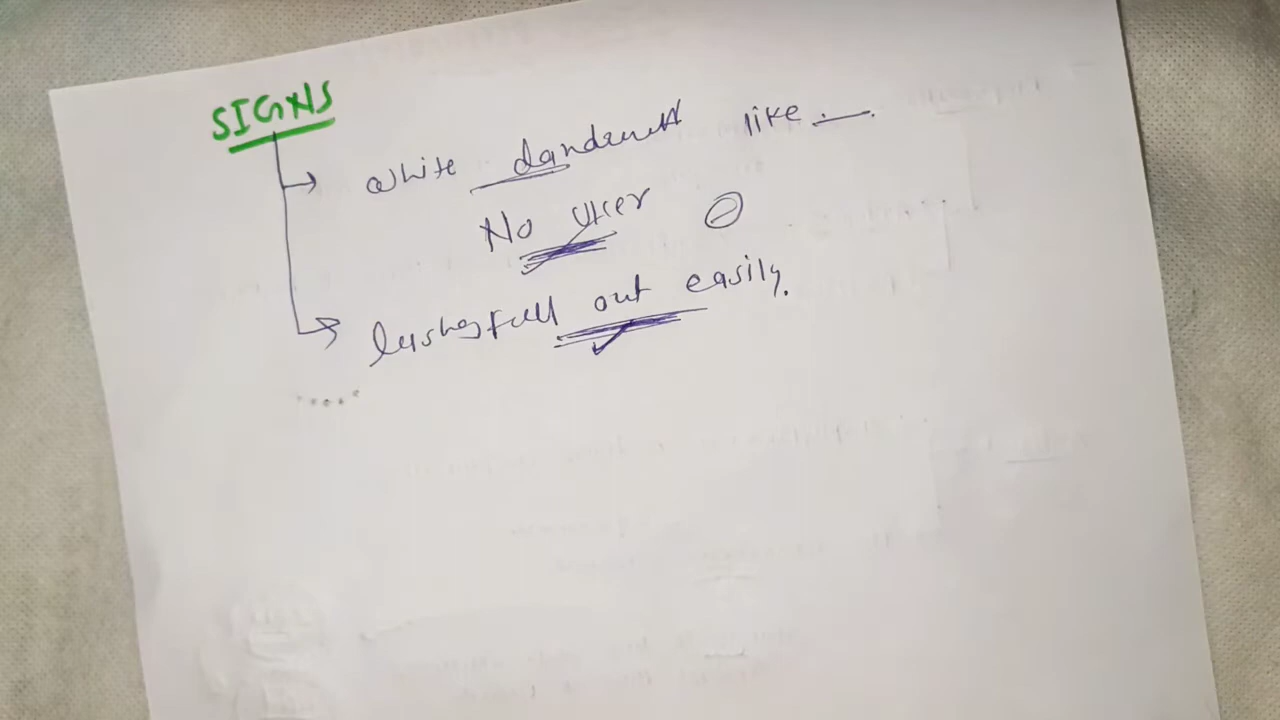 SIGNS
→ white dandruff like —.
No ulcer ⊖
→ lashes fall out easily.